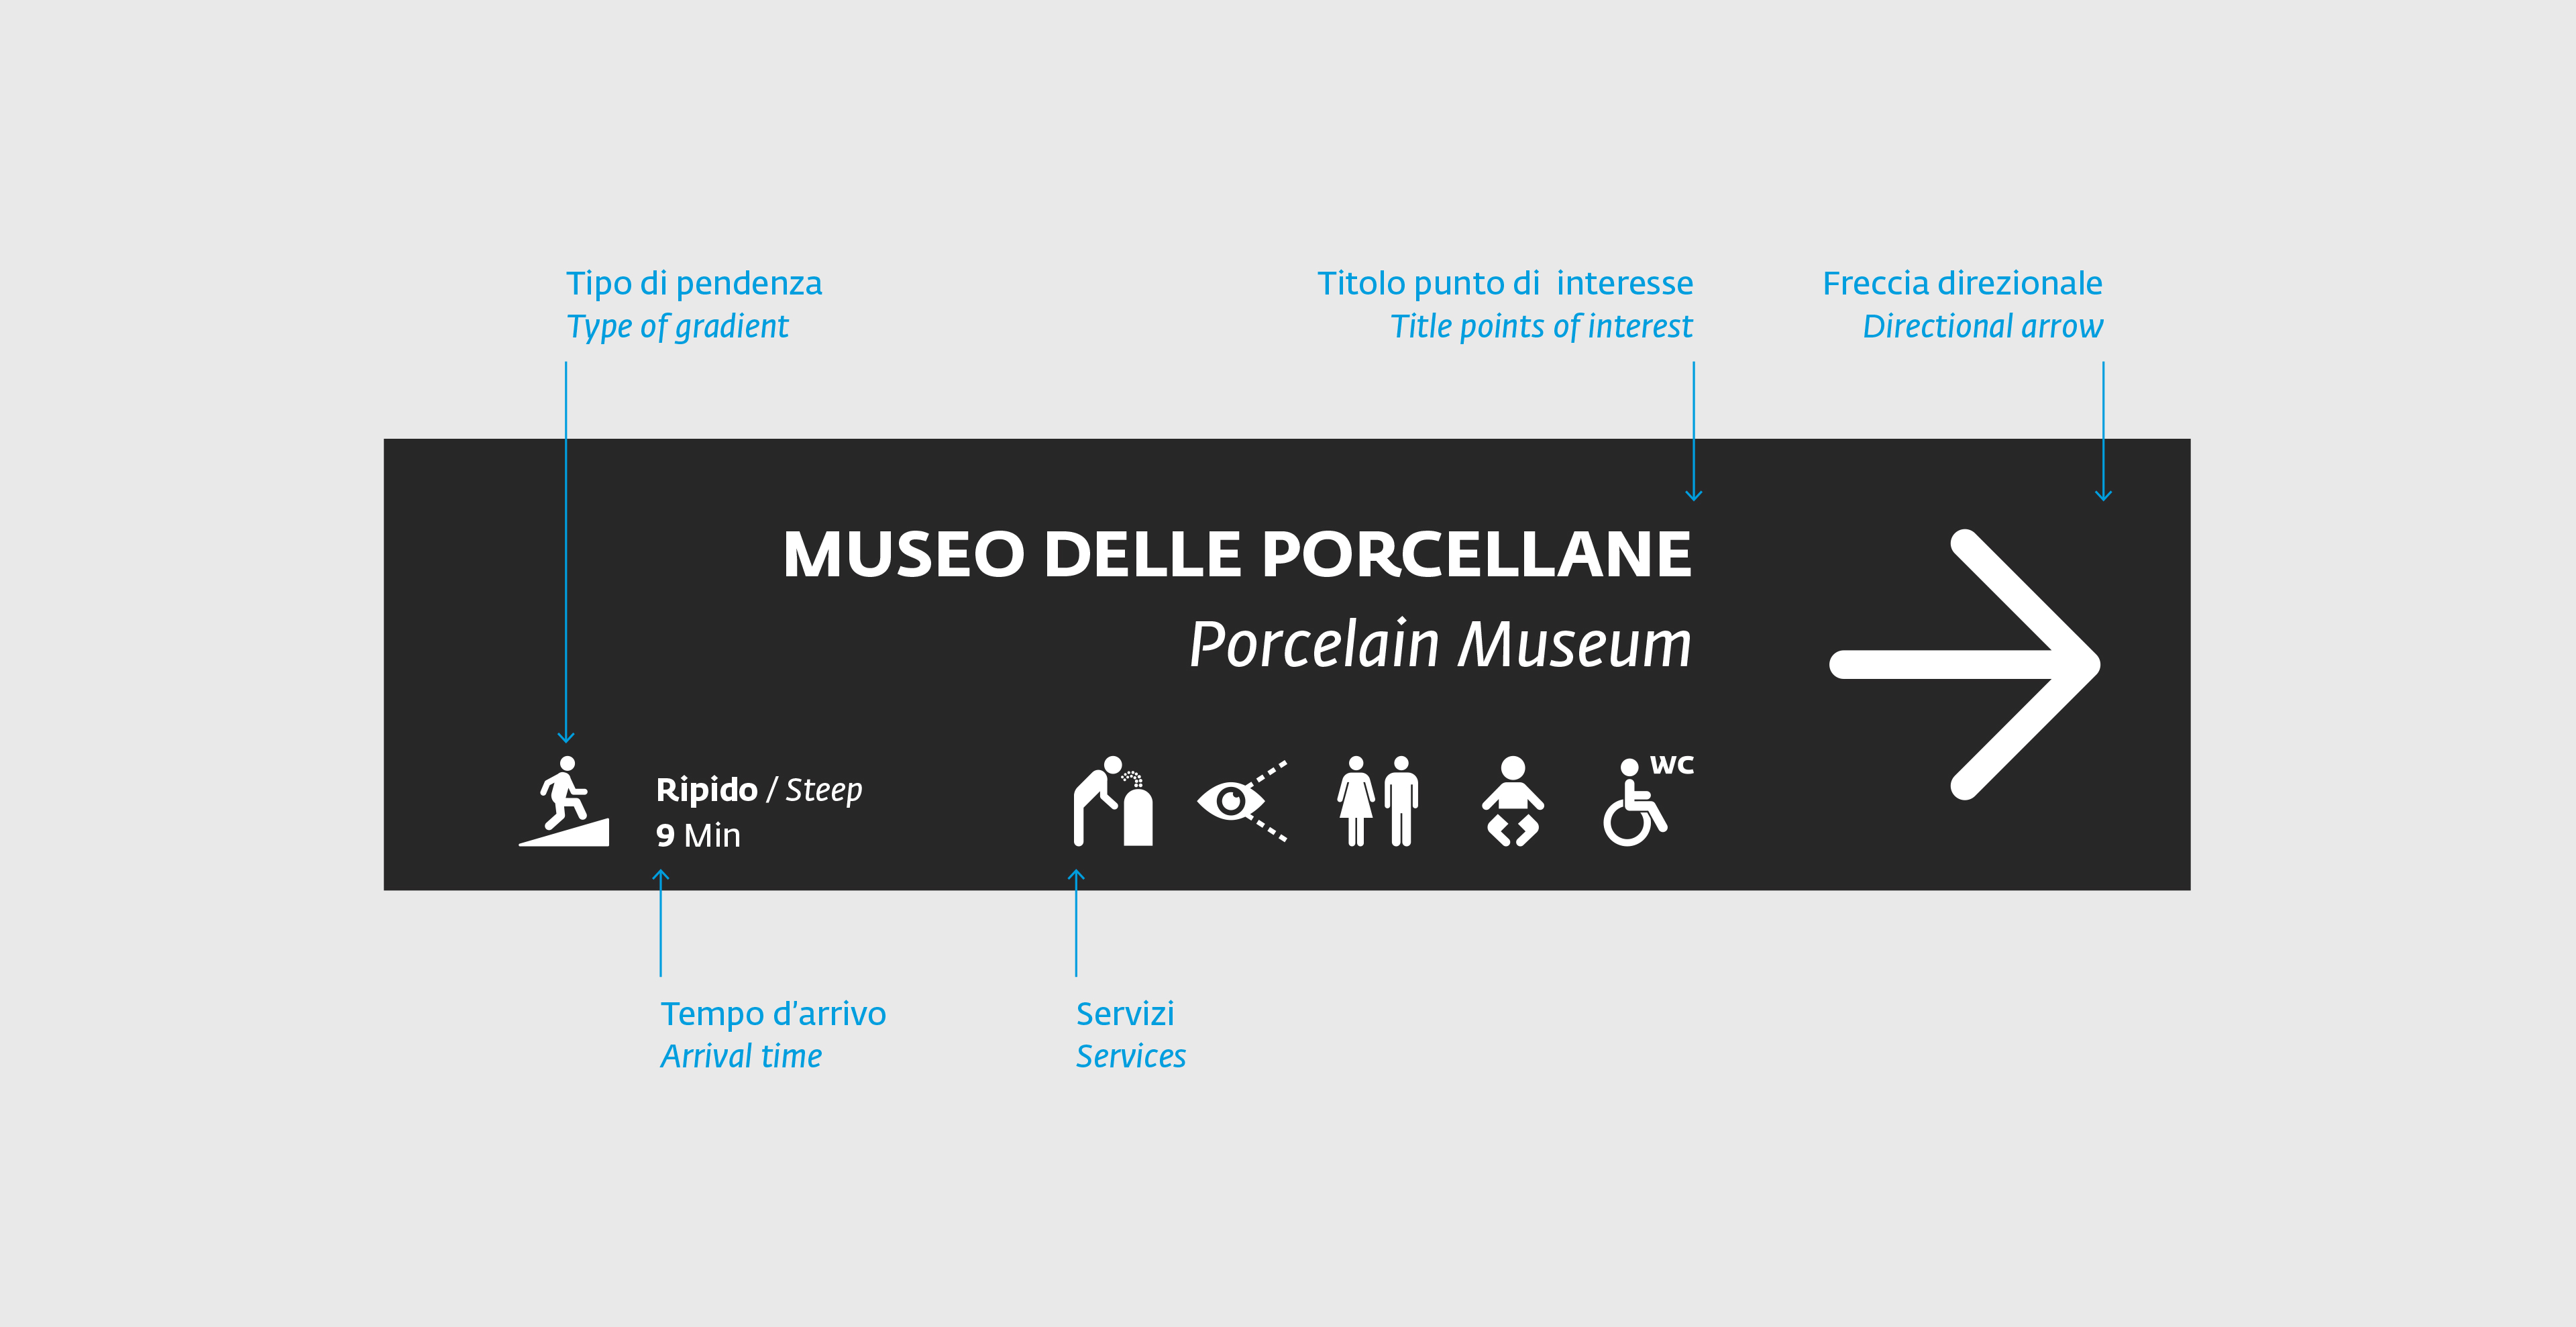 Tipo di pendenza
Type of gradient
Titolo punto di  interesse
Title points of interest
Freccia direzionale
Directional arrow
MUSEO DELLE PORCELLANE
Porcelain Museum
Ripido / Steep
9 Min
WC
Tempo d’arrivo
Arrival time
Servizi
Services